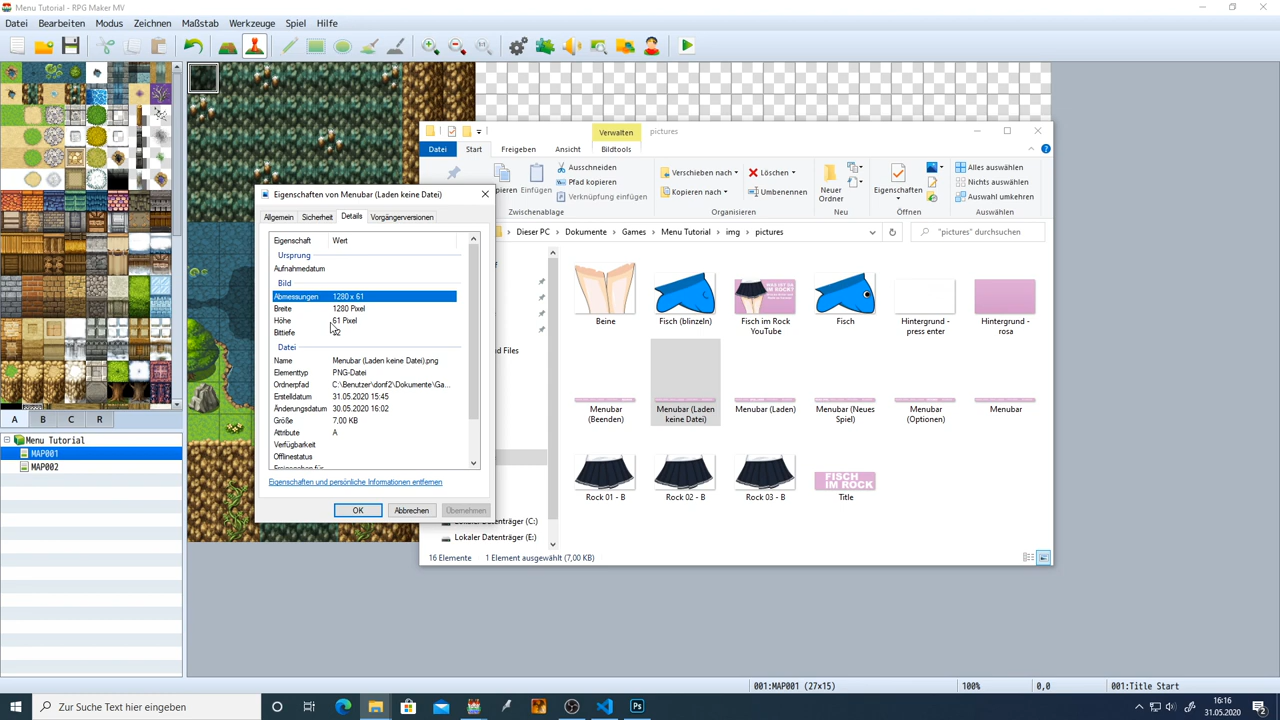 Menu Tutorial - RPG Maker MV
Datei Bearbeiten Modus Zeichnen Maßstab Werkzeuge Spiel Hilfe
Verwalten pictures
Datei Start Freigeben Ansicht Bildtools
Ausschneiden
Pfad kopieren
Verknüpfung einfügen
Einfügen
Zwischenablage
Verschieben nach
Kopieren nach
Löschen
Umbenennen
Organisieren
Neuer
Ordner
Neu
Eigenschaften
Öffnen
Alles auswählen
Nichts auswählen
Auswahl umkehren
Auswählen
Dieser PC > Dokumente > Games > Menu Tutorial > img > pictures
"pictures" durchsuchen
Eigenschaften von Menubar (Laden keine Datei)
Allgemein Sicherheit Details Vorgängerversionen
Eigenschaft Wert
Ursprung
Aufnahmedatum
Bild
Abmessungen 1280 x 61
Breite 1280 Pixel
Höhe 61 Pixel
Bittiefe
Datei
Name Menubar (Laden keine Datei).png
Elementtyp PNG-Datei
Ordnerpfad C:\Benutzer\donf2\Dokumente\Ga...
Erstelldatum 31.05.2020 15:45
Änderungsdatum 30.05.2020 16:02
Größe 7,00 KB
Attribute A
Verfügbarkeit
Offlinestatus
Freigegeben für
Eigenschaften und persönliche Informationen entfernen
OK Abbrechen Übernehmen
Beine
Fisch (blinzeln)
Fisch im Rock
YouTube
Fisch
Hintergrund -
press enter
Hintergrund -
rosa
Menubar
(Beenden)
Menubar (Laden
keine Datei)
Menubar (Laden)
Menubar (Neues
Spiel)
Menubar
(Optionen)
Menubar
Rock 01 - B
Rock 02 - B
Rock 03 - B
FISCH
IM ROCK
Title
Lokaler Datenträger (C:)
Lokaler Datenträger (E:)
16 Elemente 1 Element ausgewählt (7,00 KB)
A B C R
Menu Tutorial
MAP001
MAP002
001:MAP001 (27x15) 100% 0,0 001:Title Start
Zur Suche Text hier eingeben
16:16
31.05.2020